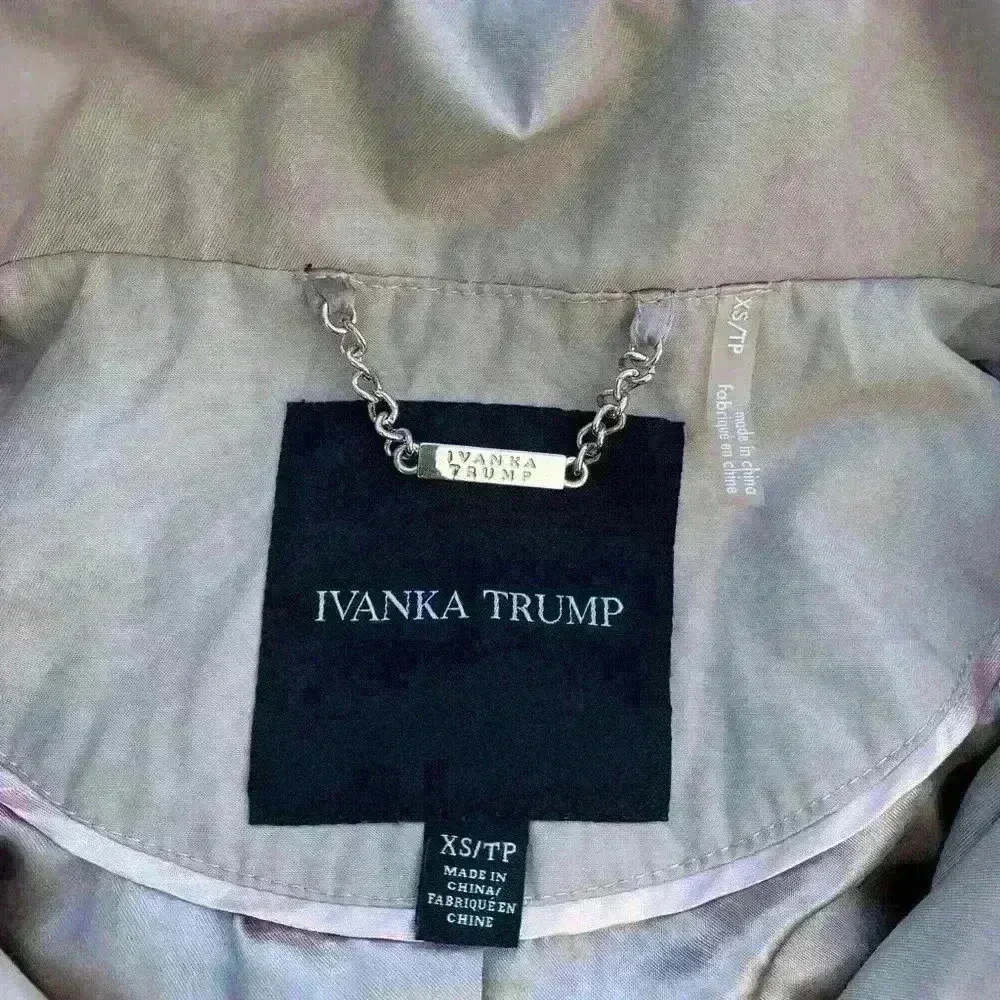 IVANKA
TRUMP
XS/TP
made in china
fabriqué en chine
IVANKA TRUMP
XS/TP
MADE IN
CHINA/
FABRIQUÉ EN
CHINE